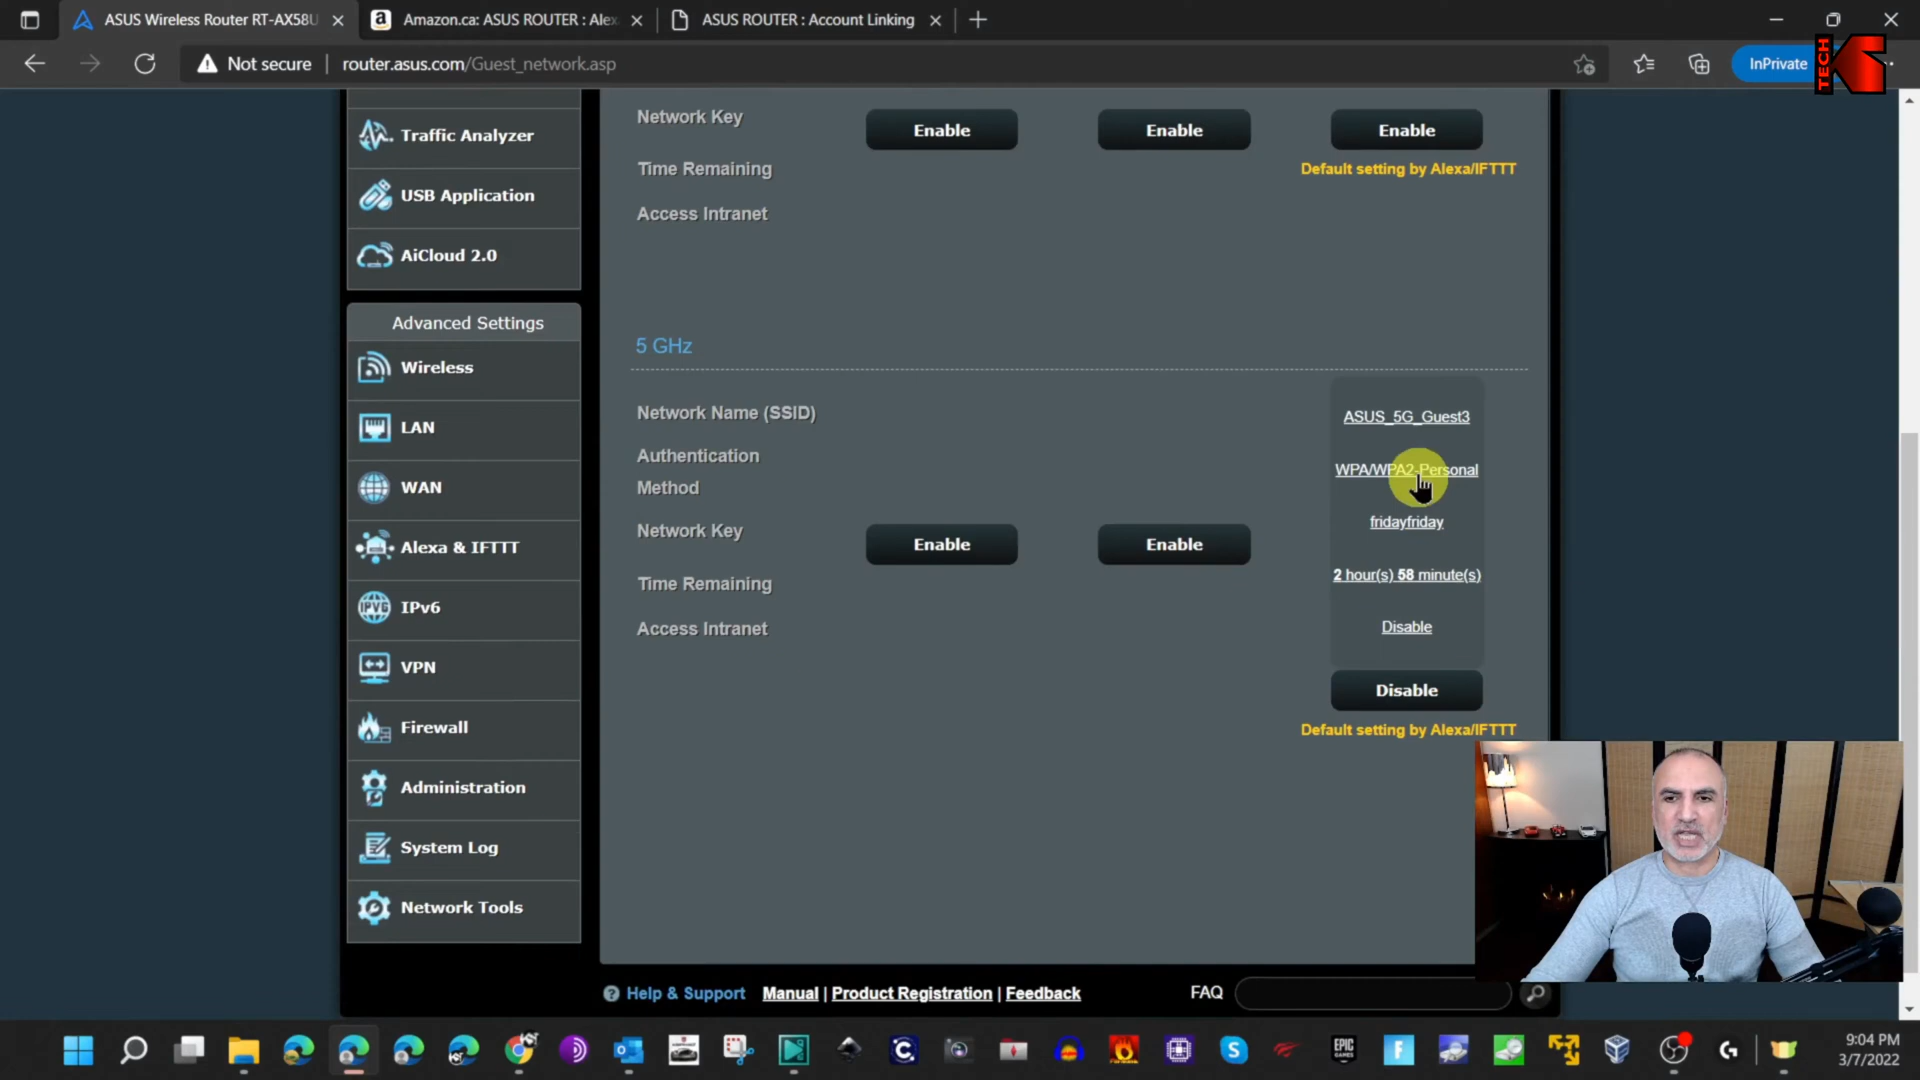 ASUS Wireless Router RT-AX58U
Amazon.ca: ASUS ROUTER : Alex
ASUS ROUTER : Account Linking
Not secure
router.asus.com/Guest_network.asp
InPrivate
TECH
Traffic Analyzer
USB Application
AiCloud 2.0
Advanced Settings
Wireless
LAN
WAN
Alexa & IFTTT
IPv6
VPN
Firewall
Administration
System Log
Network Tools
Network Key
Enable
Enable
Enable
Time Remaining
Default setting by Alexa/IFTTT
Access Intranet
5 GHz
Network Name (SSID)
ASUS_5G_Guest3
Authentication
Method
WPA/WPA2-Personal
Network Key
Enable
Enable
fridayfriday
Time Remaining
2 hour(s) 58 minute(s)
Access Intranet
Disable
Disable
Default setting by Alexa/IFTTT
Help & Support
Manual | Product Registration | Feedback
FAQ
EPIC
GAMES
9:04 PM
3/7/2022